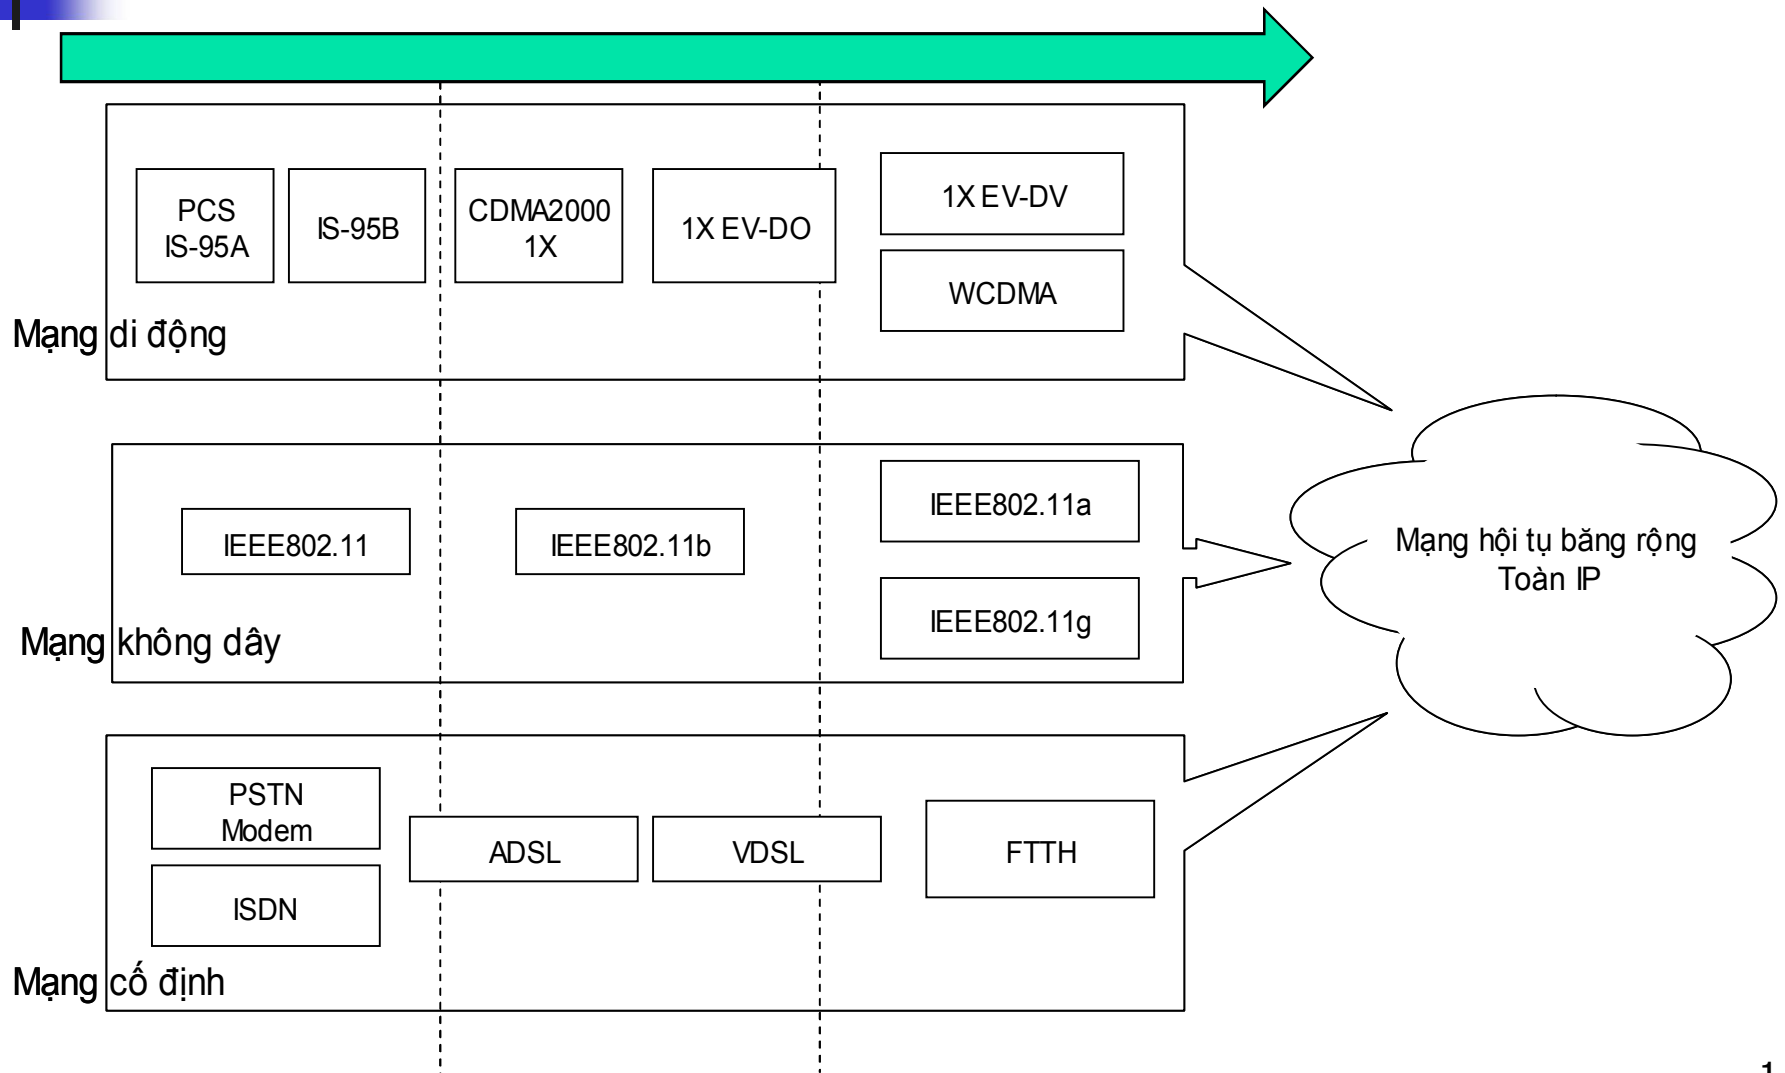 PCS
IS-95A
IS-95B
CDMA2000
1X
1X EV-DO
1X EV-DV
WCDMA
Mạng di động
IEEE802.11
IEEE802.11b
IEEE802.11a
IEEE802.11g
Mạng không dây
Mạng hội tụ băng rộng
Toàn IP
PSTN
Modem
ISDN
ADSL
VDSL
FTTH
Mạng cố định
1